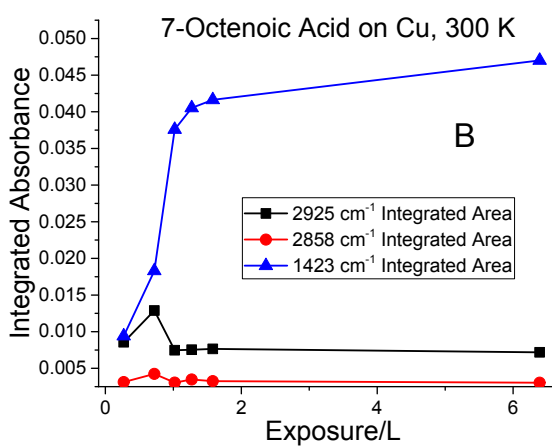 7-Octenoic Acid on Cu, 300 K
0.050
0.045
0.040
0.035
0.030
0.025
0.020
0.015
0.010
0.005
Integrated Absorbance
B
2925 cm⁻¹ Integrated Area
2858 cm⁻¹ Integrated Area
1423 cm⁻¹ Integrated Area
0 2 4 6
Exposure/L